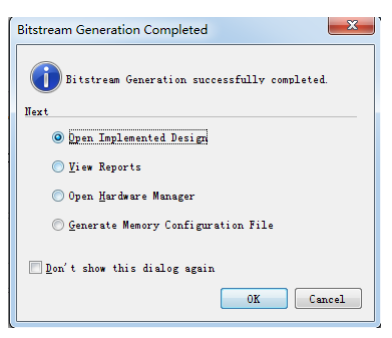 Bitstream Generation Completed
Bitstream Generation successfully completed.
Next
Open Implemented Design
View Reports
Open Hardware Manager
Generate Memory Configuration File
Don't show this dialog again
OK
Cancel